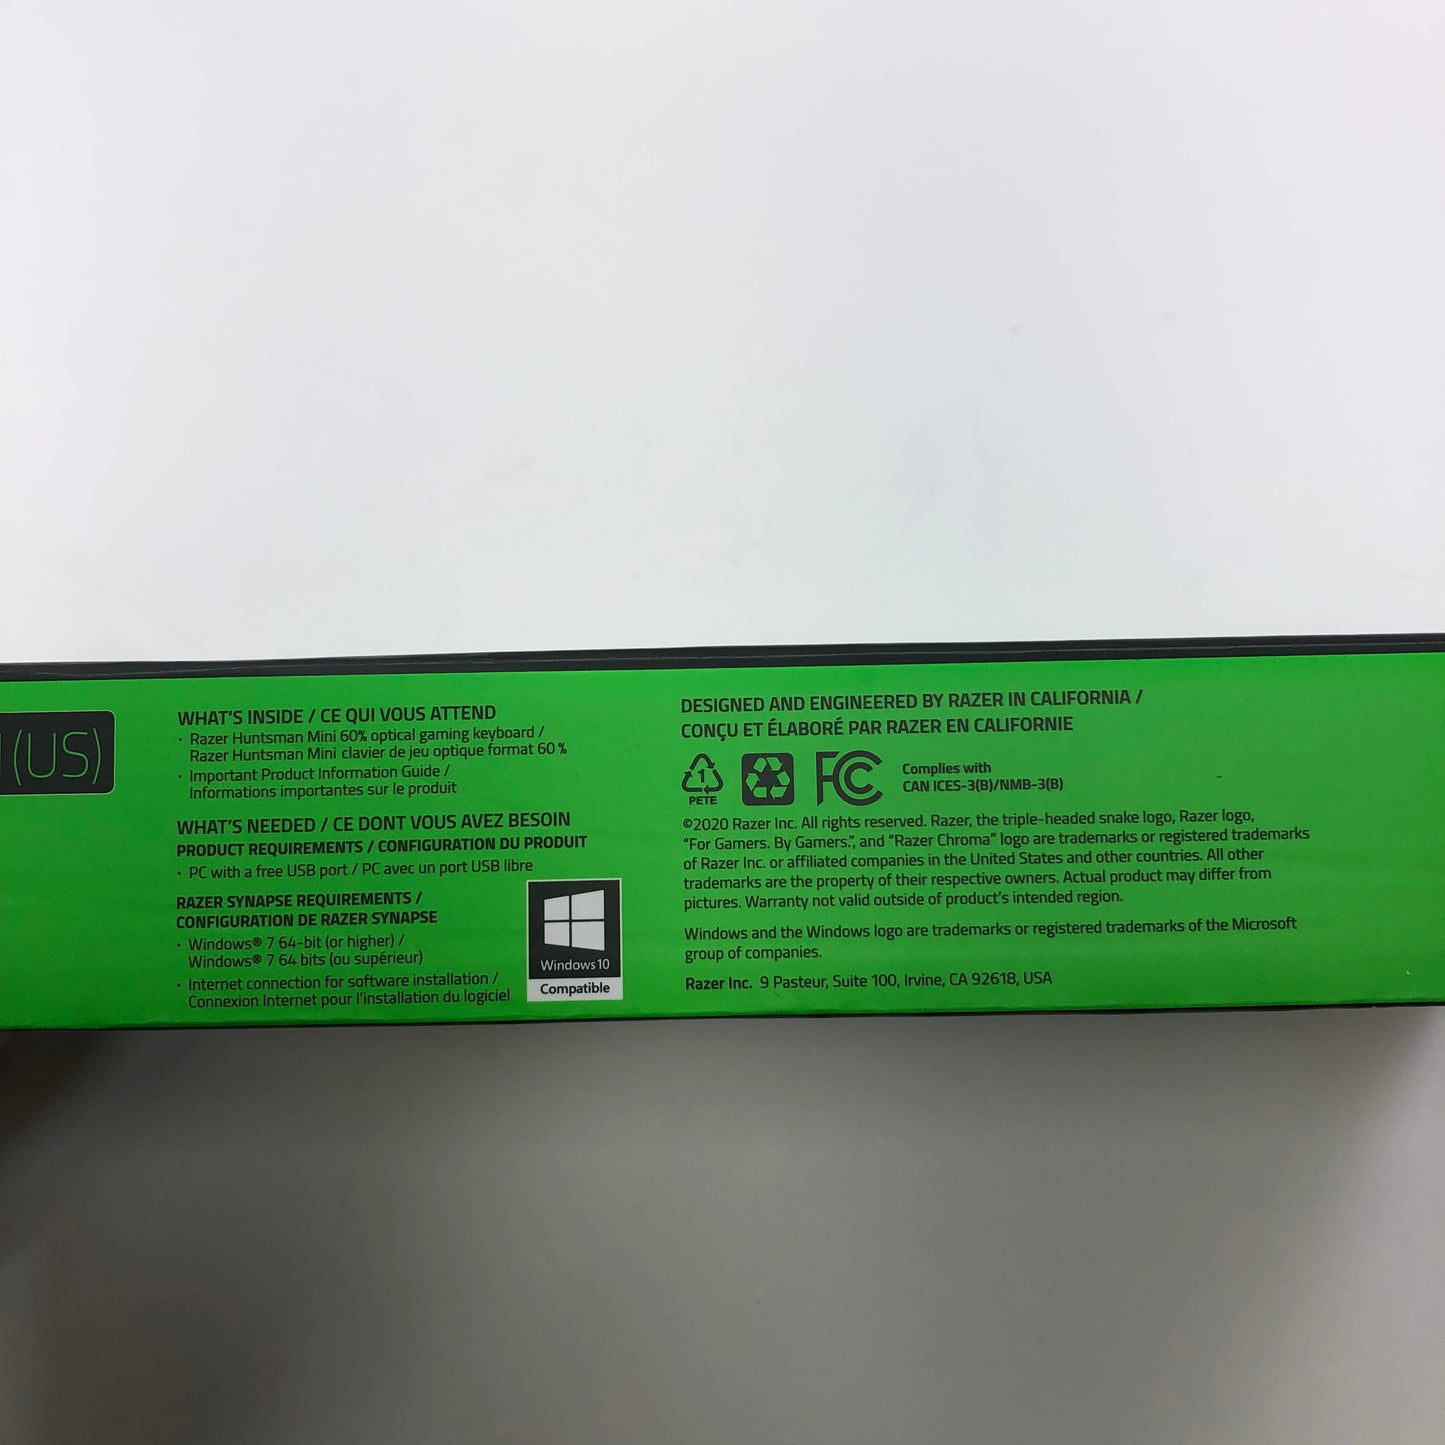 (US)
WHAT'S INSIDE / CE QUI VOUS ATTEND
· Razer Huntsman Mini 60% optical gaming keyboard /
Razer Huntsman Mini clavier de jeu optique format 60 %
· Important Product Information Guide /
Informations importantes sur le produit
WHAT'S NEEDED / CE DONT VOUS AVEZ BESOIN
PRODUCT REQUIREMENTS / CONFIGURATION DU PRODUIT
· PC with a free USB port / PC avec un port USB libre
RAZER SYNAPSE REQUIREMENTS /
CONFIGURATION DE RAZER SYNAPSE
· Windows® 7 64-bit (or higher) /
Windows® 7 64 bits (ou supérieur)
· Internet connection for software installation /
Connexion Internet pour l'installation du logiciel
Windows 10
Compatible
DESIGNED AND ENGINEERED BY RAZER IN CALIFORNIA /
CONÇU ET ÉLABORÉ PAR RAZER EN CALIFORNIE
1
PETE
FC
Complies with
CAN ICES-3(B)/NMB-3(B)
©2020 Razer Inc. All rights reserved. Razer, the triple-headed snake logo, Razer logo,
"For Gamers. By Gamers.", and "Razer Chroma" logo are trademarks or registered trademarks
of Razer Inc. or affiliated companies in the United States and other countries. All other
trademarks are the property of their respective owners. Actual product may differ from
pictures. Warranty not valid outside of product's intended region.
Windows and the Windows logo are trademarks or registered trademarks of the Microsoft
group of companies.
Razer Inc. 9 Pasteur, Suite 100, Irvine, CA 92618, USA